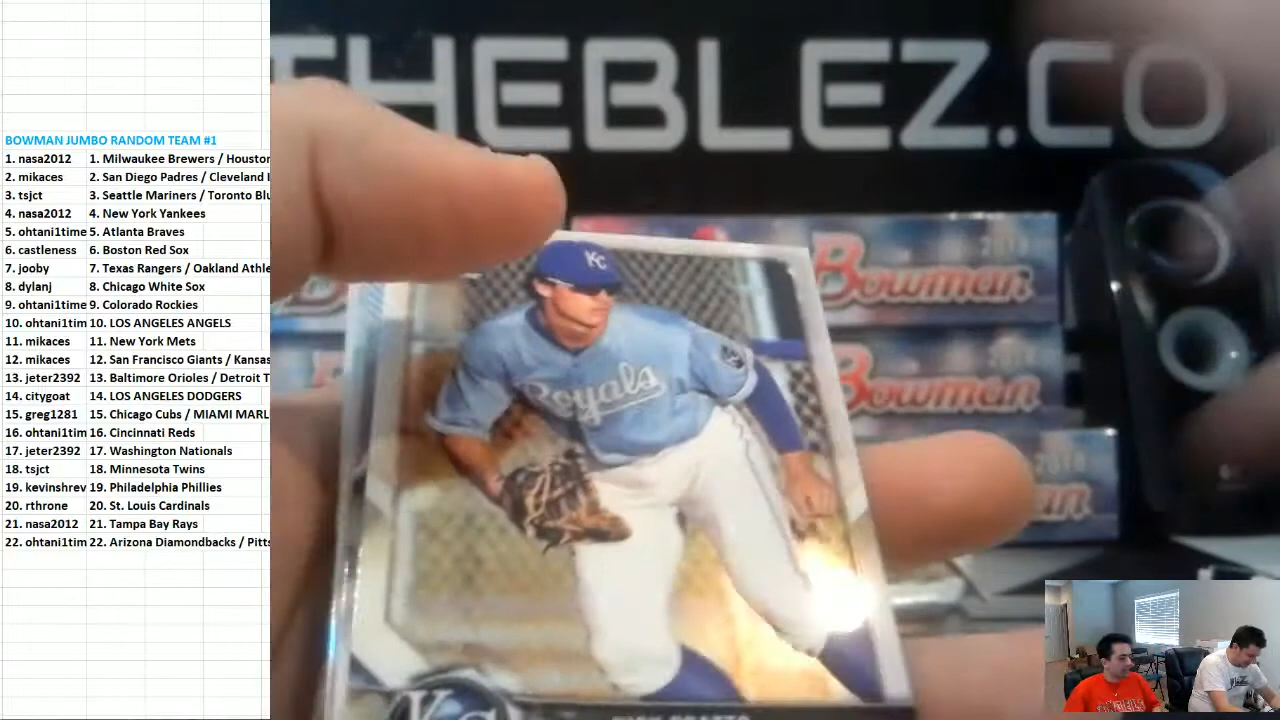 THEBLEZ.CO
BOWMAN JUMBO RANDOM TEAM #1
1. nasa2012 1. Milwaukee Brewers / Houston
2. mikaces 2. San Diego Padres / Cleveland I
3. tsjct 3. Seattle Mariners / Toronto Blu
4. nasa2012 4. New York Yankees
5. ohtani1time 5. Atlanta Braves
6. castleness 6. Boston Red Sox
7. jooby 7. Texas Rangers / Oakland Athle
8. dylanj 8. Chicago White Sox
9. ohtani1time 9. Colorado Rockies
10. ohtani1tim 10. LOS ANGELES ANGELS
11. mikaces 11. New York Mets
12. mikaces 12. San Francisco Giants / Kansas
13. jeter2392 13. Baltimore Orioles / Detroit T
14. citygoat 14. LOS ANGELES DODGERS
15. greg1281 15. Chicago Cubs / MIAMI MARL
16. ohtani1tim 16. Cincinnati Reds
17. jeter2392 17. Washington Nationals
18. tsjct 18. Minnesota Twins
19. kevinshrev 19. Philadelphia Phillies
20. rthrone 20. St. Louis Cardinals
21. nasa2012 21. Tampa Bay Rays
22. ohtani1tim 22. Arizona Diamondbacks / Pitts
KC
Royals
Bowman
Bowman